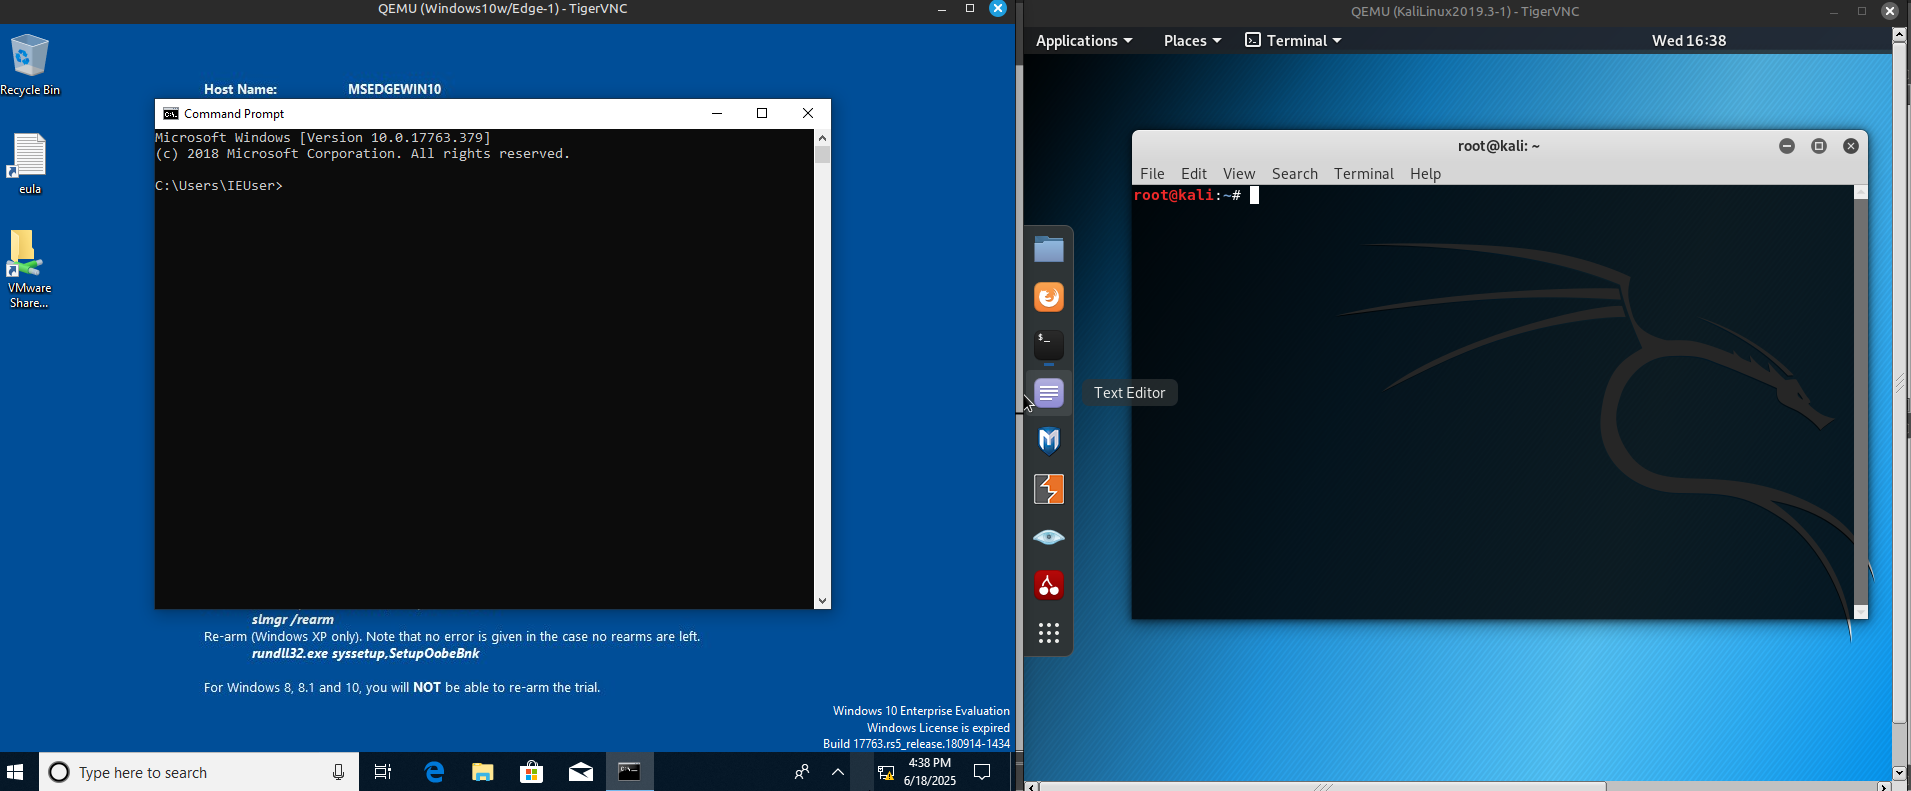 QEMU (Windows10w/Edge-1) - TigerVNC
Recycle Bin
eula
VMware
Share...
Host Name: MSEDGEWIN10
Command Prompt
Microsoft Windows [Version 10.0.17763.379]
(c) 2018 Microsoft Corporation. All rights reserved.
C:\Users\IEUser>
slmgr /rearm
Re-arm (Windows XP only). Note that no error is given in the case no rearms are left.
rundll32.exe syssetup,SetupOobeBnk
For Windows 8, 8.1 and 10, you will NOT be able to re-arm the trial.
Windows 10 Enterprise Evaluation
Windows License is expired
Build 17763.rs5_release.180914-1434
Type here to search
4:38 PM
6/18/2025
QEMU (KaliLinux2019.3-1) - TigerVNC
Applications Places Terminal Wed 16:38
root@kali: ~
File Edit View Search Terminal Help
root@kali:~#
$_
Text Editor